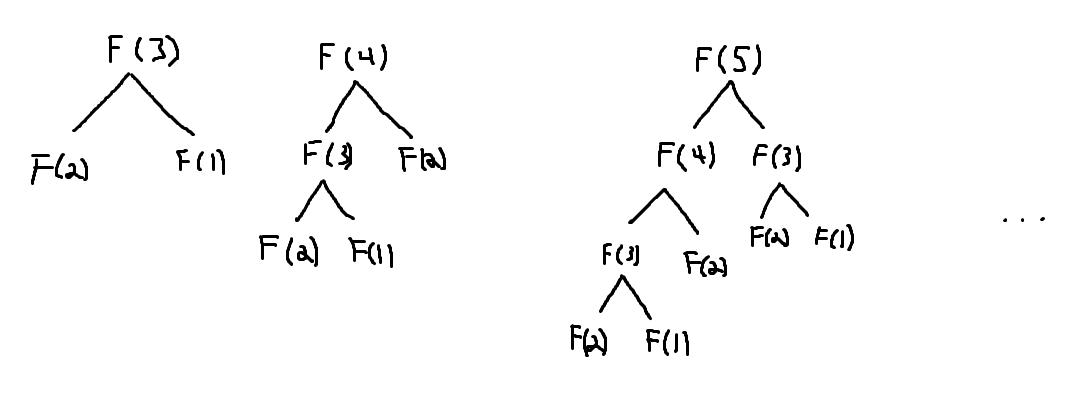 F(3)
F(2) F(1)
F(4)
F(3) F(2)
F(2) F(1)
F(5)
F(4) F(3)
F(3) F(2) F(2) F(1)
F(2) F(1)
...